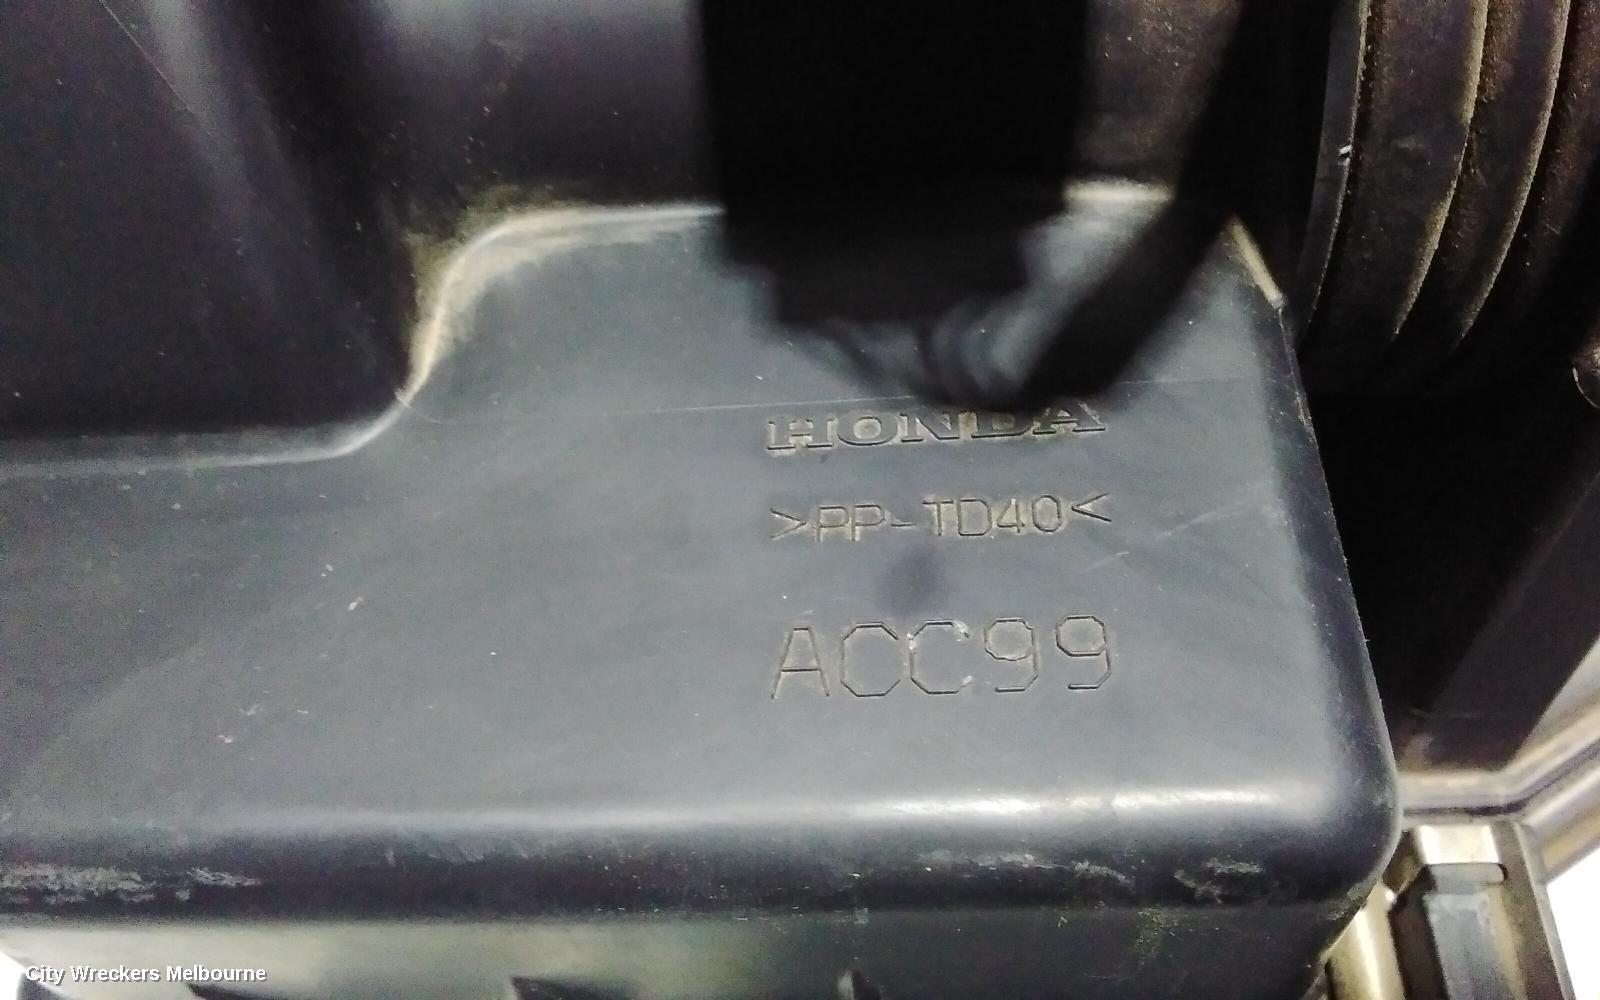 HONDA
>PP-TD40<
ACC99
City Wreckers Melbourne